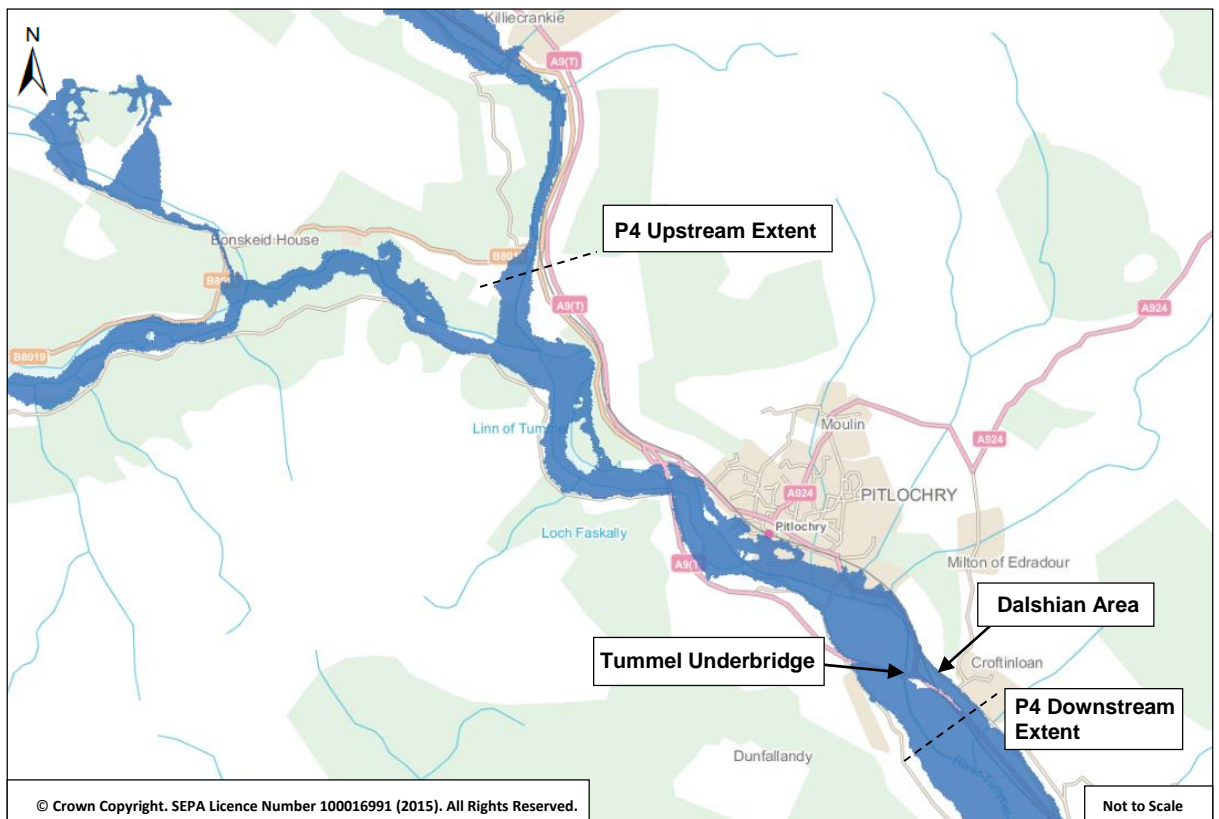 Killiecrankie
N
A9(T)
P4 Upstream Extent
Bonskeid House
A9(T)
B8019
Linn of Tummel
Moulin
A924
A924
A924
PITLOCHRY
Pitlochry
Loch Faskally
A9(T)
Milton of Edradour
Dalshian Area
Tummel Underbridge
Croftinloan
P4 Downstream
Extent
Dunfallandy
River Tummel
© Crown Copyright. SEPA Licence Number 100016991 (2015). All Rights Reserved.
Not to Scale